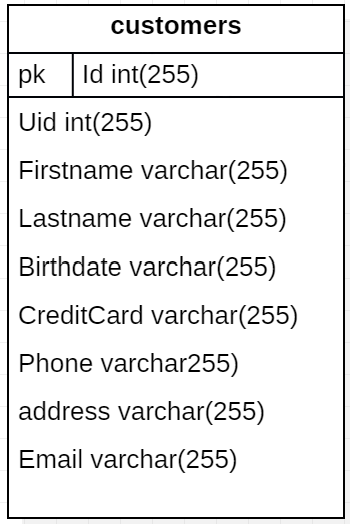 customers
pk Id int(255)
Uid int(255)
Firstname varchar(255)
Lastname varchar(255)
Birthdate varchar(255)
CreditCard varchar(255)
Phone varchar255)
address varchar(255)
Email varchar(255)